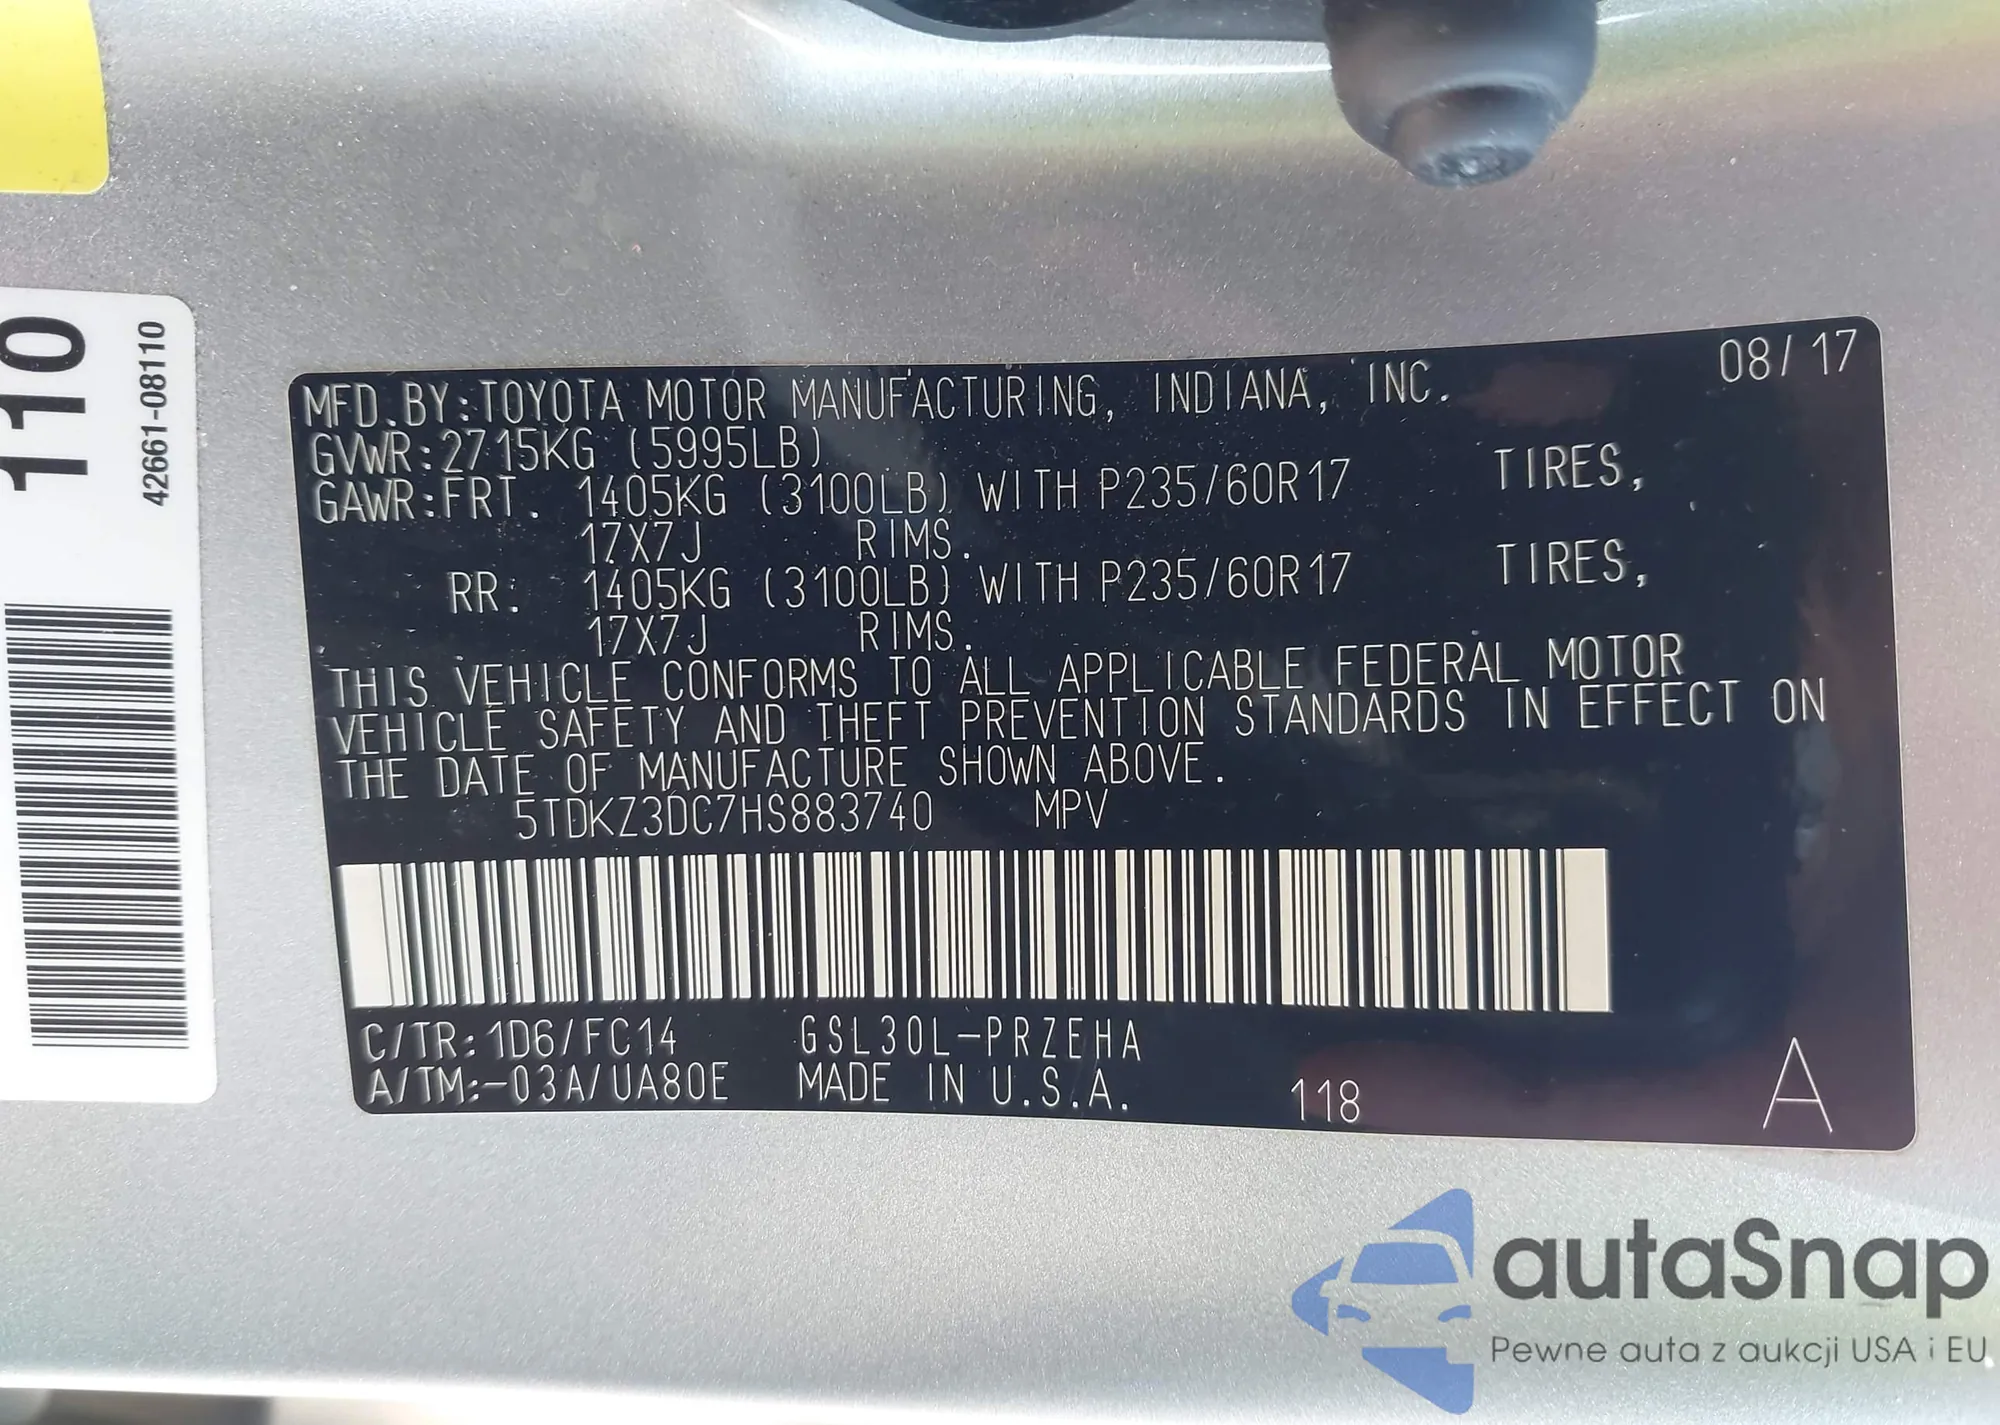 110
42661-08110
MFD.BY:TOYOTA MOTOR MANUFACTURING, INDIANA, INC. 08/17
GVWR:2715KG (5995LB)
GAWR:FRT. 1405KG (3100LB) WITH P235/60R17 TIRES,
17X7J RIMS.
RR: 1405KG (3100LB) WITH P235/60R17 TIRES,
17X7J RIMS.
THIS VEHICLE CONFORMS TO ALL APPLICABLE FEDERAL MOTOR
VEHICLE SAFETY AND THEFT PREVENTION STANDARDS IN EFFECT ON
THE DATE OF MANUFACTURE SHOWN ABOVE.
5TDKZ3DC7HS883740 MPV
C/TR:1D6/FC14 GSL30L-PRZEHA
A/TM:-03A/UA80E MADE IN U.S.A. 118 A
autaSnap
Pewne auta z aukcji USA i EU